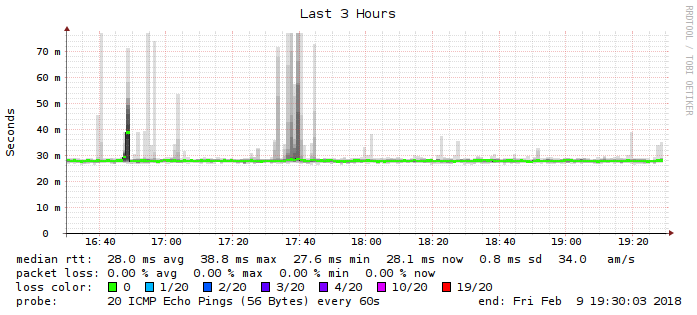 Last 3 Hours
RRDTOOL / TOBI OETIKER
Seconds
70 m
60 m
50 m
40 m
30 m
20 m
10 m
0
16:40 17:00 17:20 17:40 18:00 18:20 18:40 19:00 19:20
median rtt: 28.0 ms avg 38.8 ms max 27.6 ms min 28.1 ms now 0.8 ms sd 34.0 am/s
packet loss: 0.00 % avg 0.00 % max 0.00 % min 0.00 % now
loss color: 0 1/20 2/20 3/20 4/20 10/20 19/20
probe: 20 ICMP Echo Pings (56 Bytes) every 60s end: Fri Feb 9 19:30:03 2018